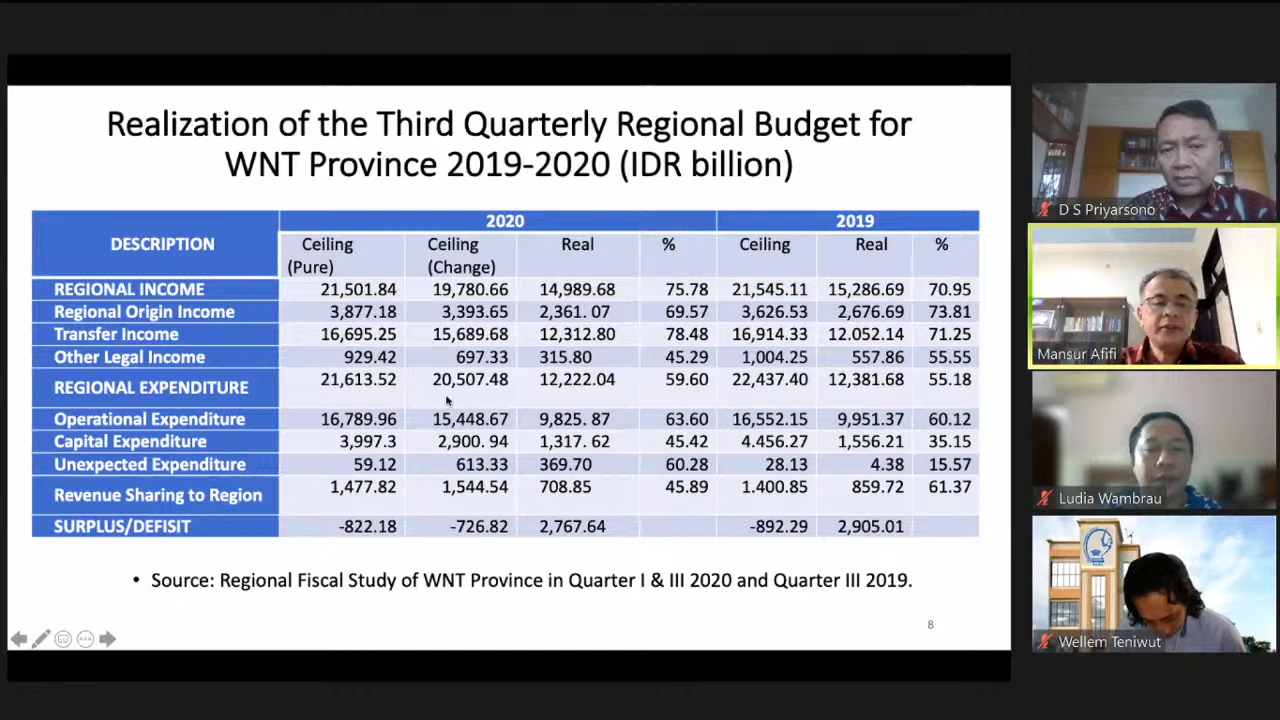 Realization of the Third Quarterly Regional Budget for
WNT Province 2019-2020 (IDR billion)
DESCRIPTION 2020 2019
Ceiling (Pure) Ceiling (Change) Real % Ceiling Real %
REGIONAL INCOME 21,501.84 19,780.66 14,989.68 75.78 21,545.11 15,286.69 70.95
Regional Origin Income 3,877.18 3,393.65 2,361. 07 69.57 3,626.53 2,676.69 73.81
Transfer Income 16,695.25 15,689.68 12,312.80 78.48 16,914.33 12.052.14 71.25
Other Legal Income 929.42 697.33 315.80 45.29 1,004.25 557.86 55.55
REGIONAL EXPENDITURE 21,613.52 20,507.48 12,222.04 59.60 22,437.40 12,381.68 55.18
Operational Expenditure 16,789.96 15,448.67 9,825. 87 63.60 16,552.15 9,951.37 60.12
Capital Expenditure 3,997.3 2,900. 94 1,317. 62 45.42 4.456.27 1,556.21 35.15
Unexpected Expenditure 59.12 613.33 369.70 60.28 28.13 4.38 15.57
Revenue Sharing to Region 1,477.82 1,544.54 708.85 45.89 1.400.85 859.72 61.37
SURPLUS/DEFISIT -822.18 -726.82 2,767.64 -892.29 2,905.01
• Source: Regional Fiscal Study of WNT Province in Quarter I & III 2020 and Quarter III 2019.
8
D S Priyarsono
Mansur Afifi
Ludia Wambrau
Wellem Teniwut